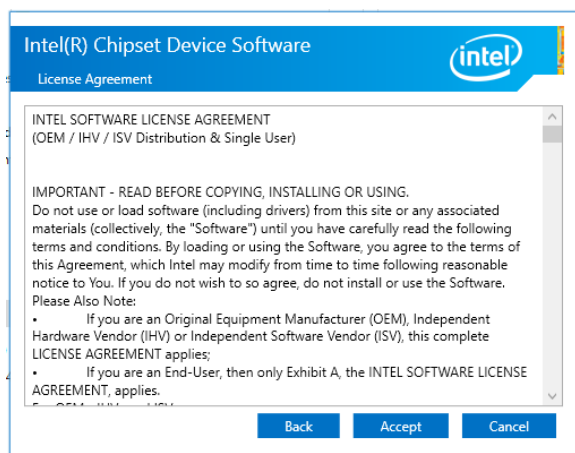 Intel(R) Chipset Device Software
intel
License Agreement
INTEL SOFTWARE LICENSE AGREEMENT
(OEM / IHV / ISV Distribution & Single User)
IMPORTANT - READ BEFORE COPYING, INSTALLING OR USING.
Do not use or load software (including drivers) from this site or any associated
materials (collectively, the "Software") until you have carefully read the following
terms and conditions. By loading or using the Software, you agree to the terms of
this Agreement, which Intel may modify from time to time following reasonable
notice to You. If you do not wish to so agree, do not install or use the Software.
Please Also Note:
• If you are an Original Equipment Manufacturer (OEM), Independent
Hardware Vendor (IHV) or Independent Software Vendor (ISV), this complete
LICENSE AGREEMENT applies;
• If you are an End-User, then only Exhibit A, the INTEL SOFTWARE LICENSE
AGREEMENT, applies.
Back Accept Cancel